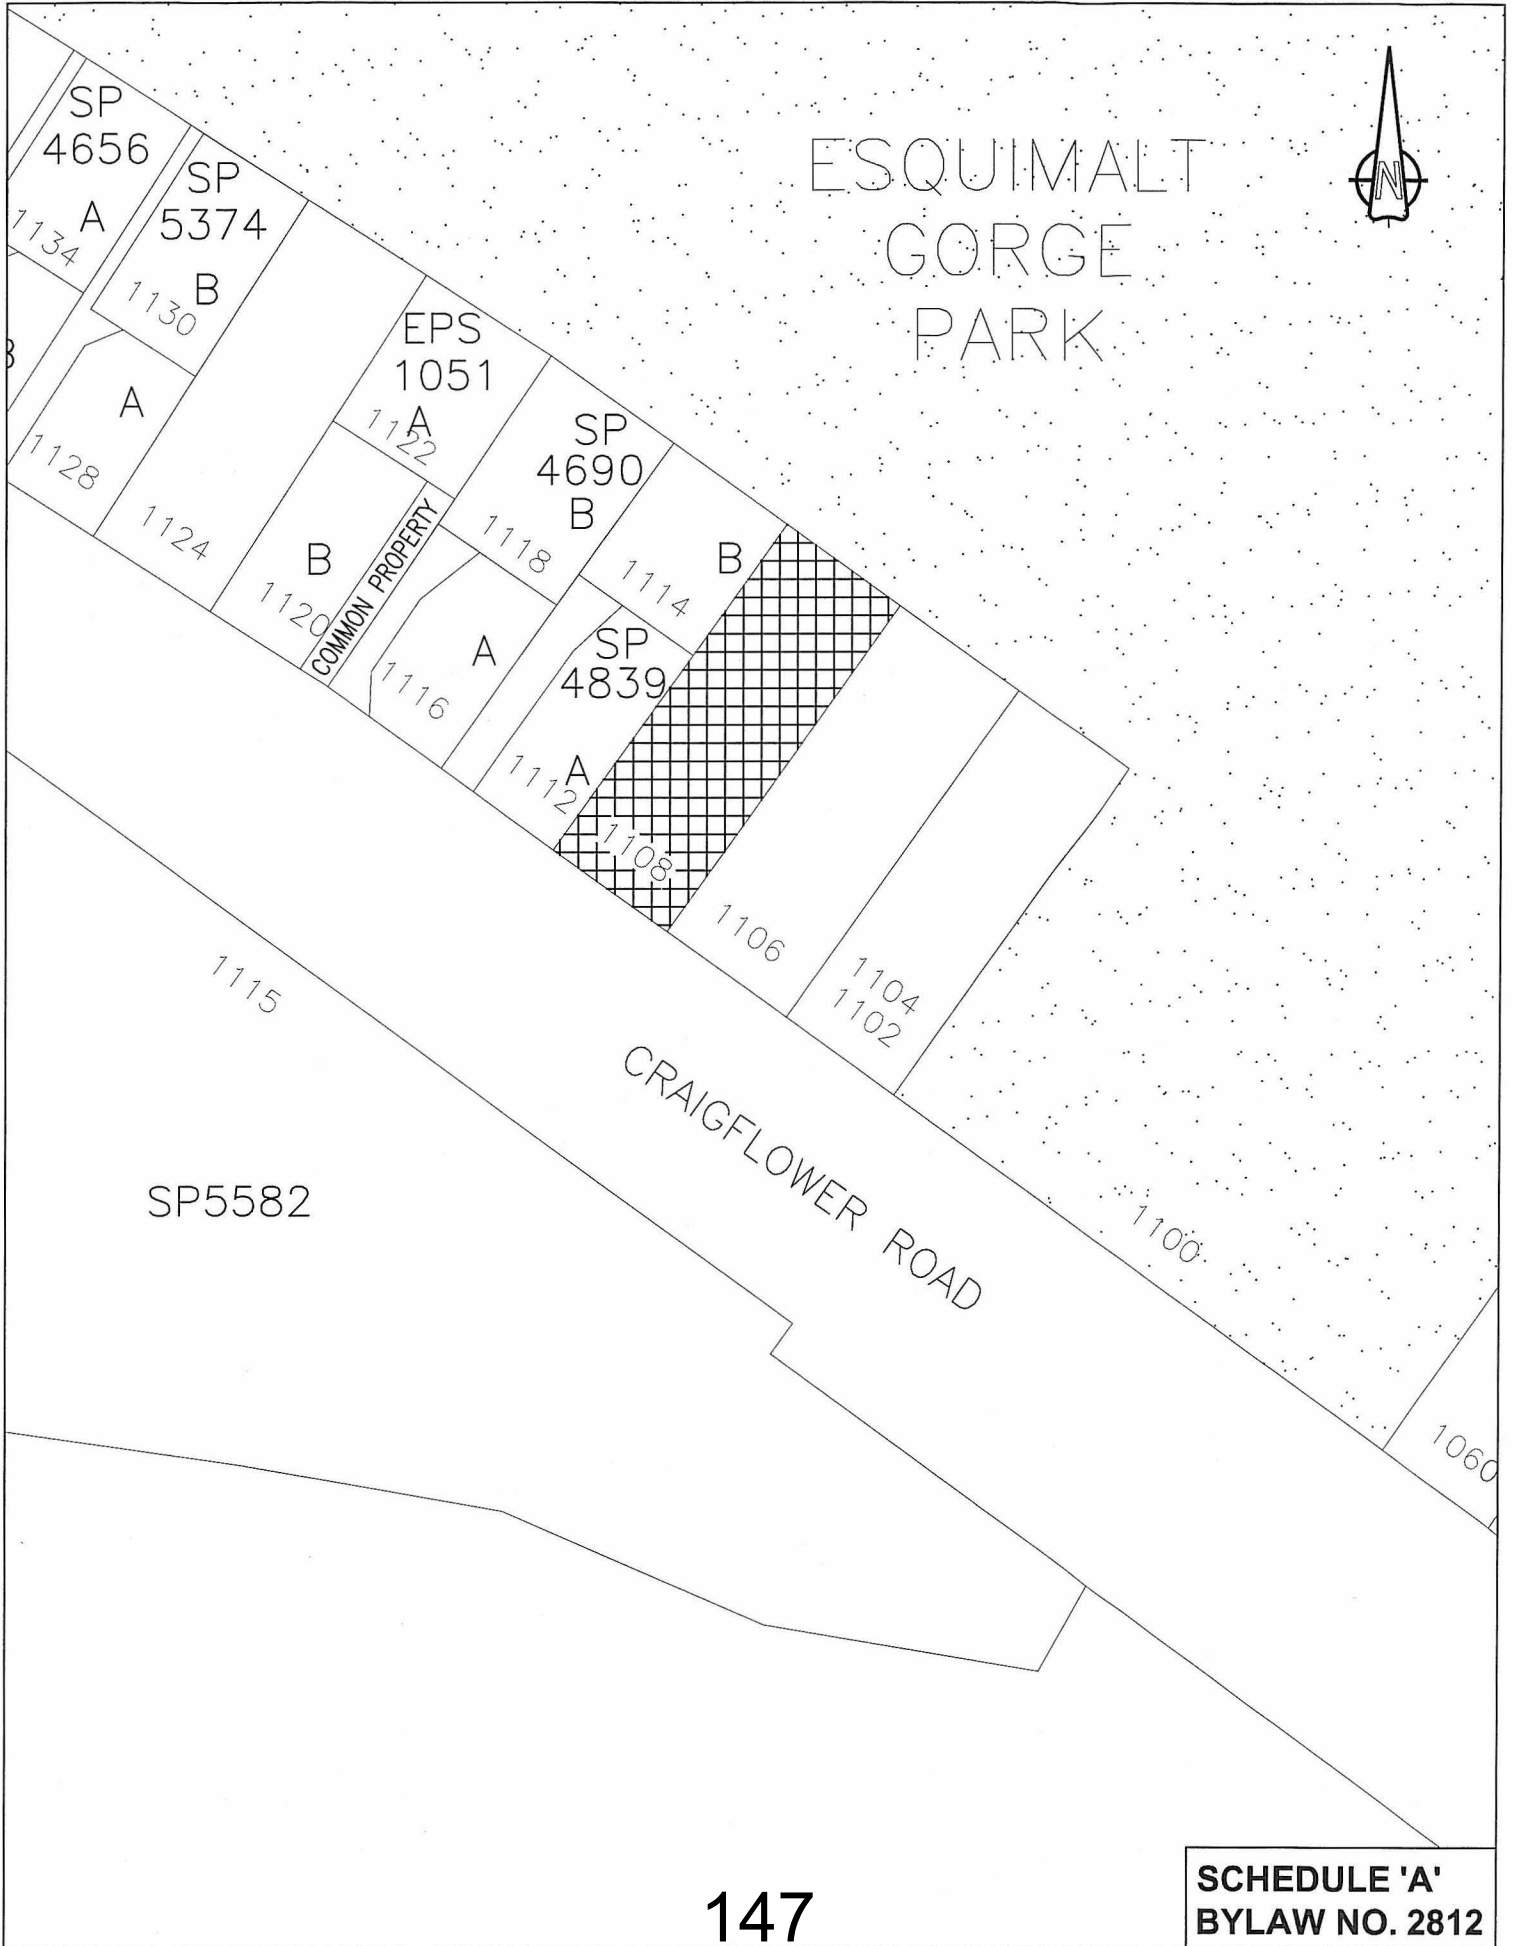 ESQUIMALT
GORGE
PARK
N
SP
4656
A
1134
SP
5374
B
1130
B
A
1128
1124
EPS
1051
A
1122
B
1120
COMMON PROPERTY
SP
4690
B
1118
A
1116
B
1114
SP
4839
A
1112
1108
1106
1104
1102
1115
CRAIGFLOWER ROAD
SP5582
1100
1060
147
SCHEDULE 'A'
BYLAW NO. 2812